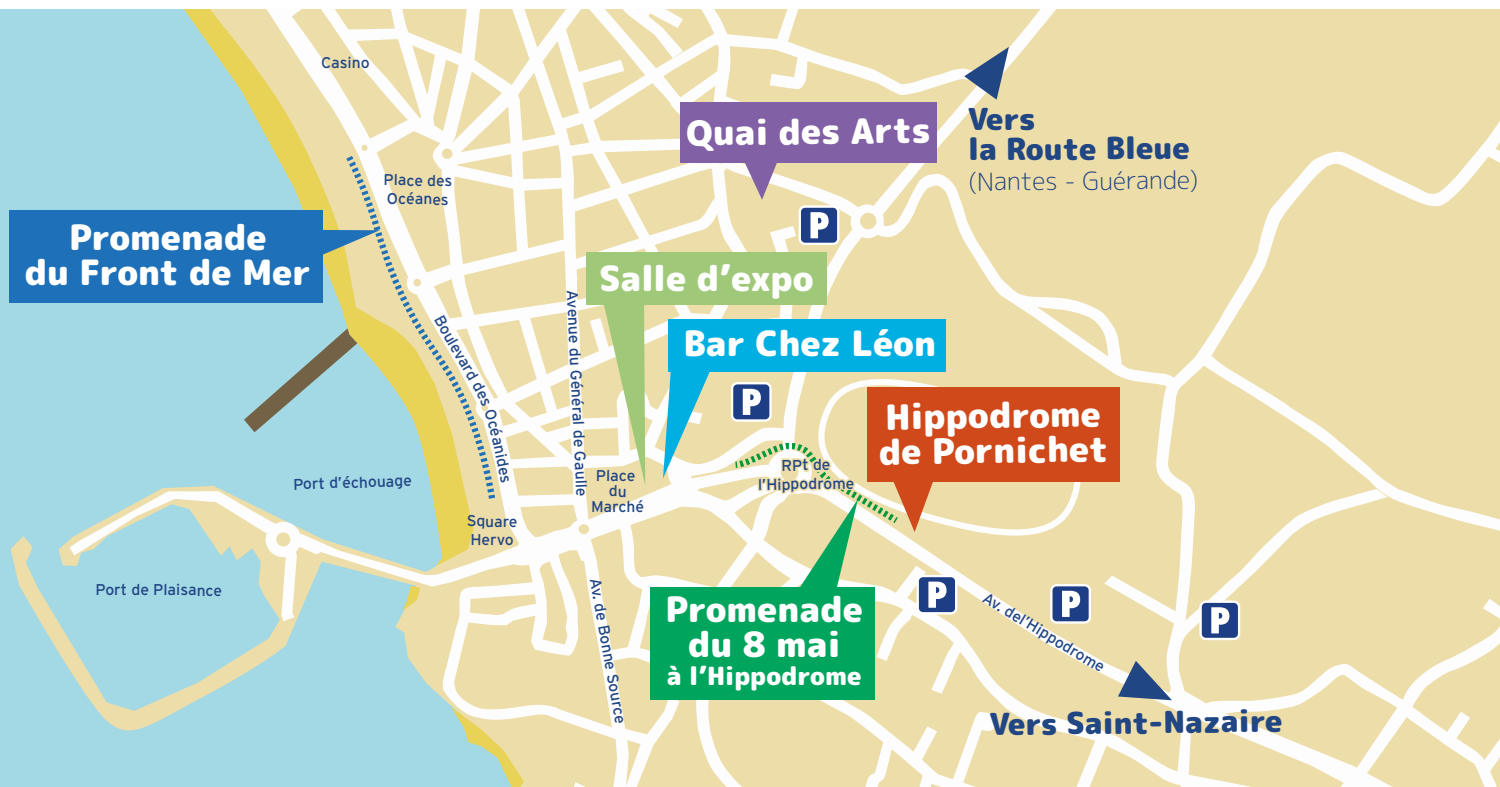 Casino
Vers
la Route Bleue
(Nantes - Guérande)
Quai des Arts
Place des
Océanes
P
Promenade
du Front de Mer
Salle d'expo
Avenue du Général de Gaulle
Boulevard des Océanides
Bar Chez Léon
P
Hippodrome
de Pornichet
RPt de
l'Hippodrome
Place
du
Marché
Port d'échouage
Square
Hervo
Port de Plaisance
Av. de Bonne Source
Promenade
du 8 mai
à l'Hippodrome
P
Av. del'Hippodrome
P
P
Vers Saint-Nazaire